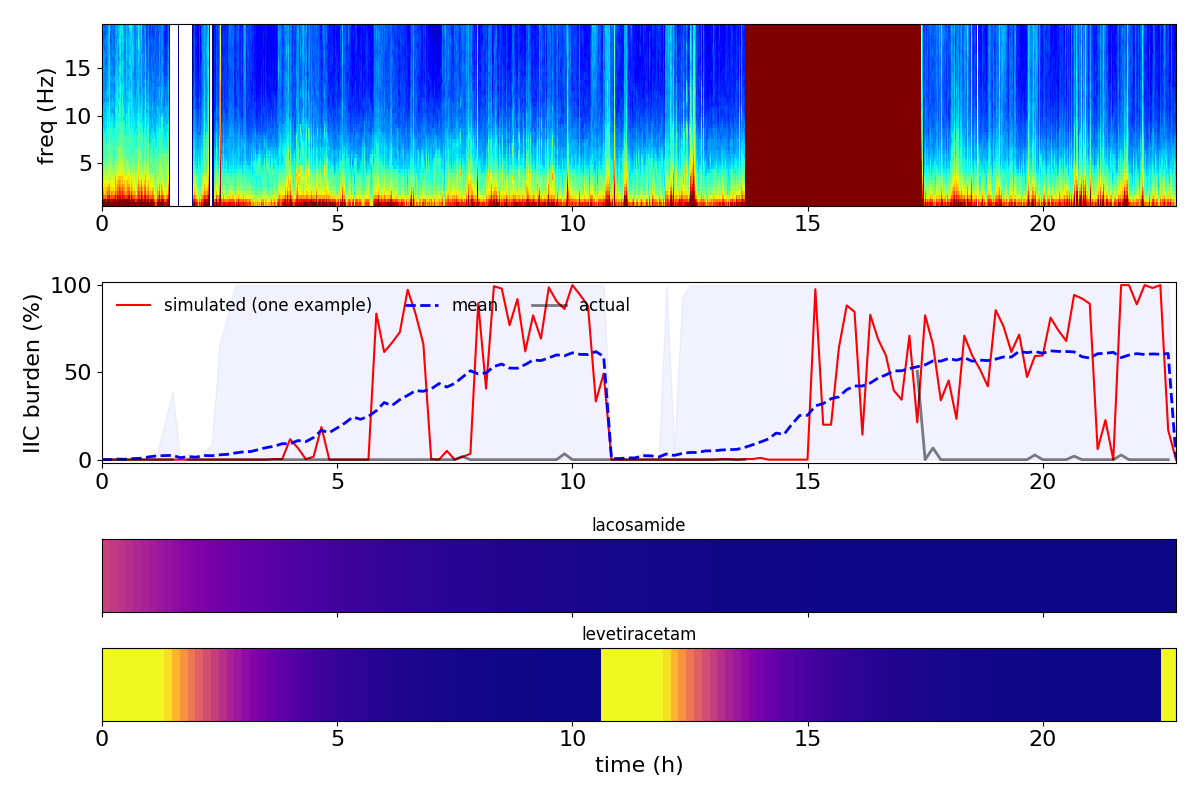 freq (Hz)
15
10
5
0 5 10 15 20
IIC burden (%)
100
50
0
simulated (one example) mean actual
0 5 10 15 20
lacosamide
levetiracetam
0 5 10 15 20
time (h)